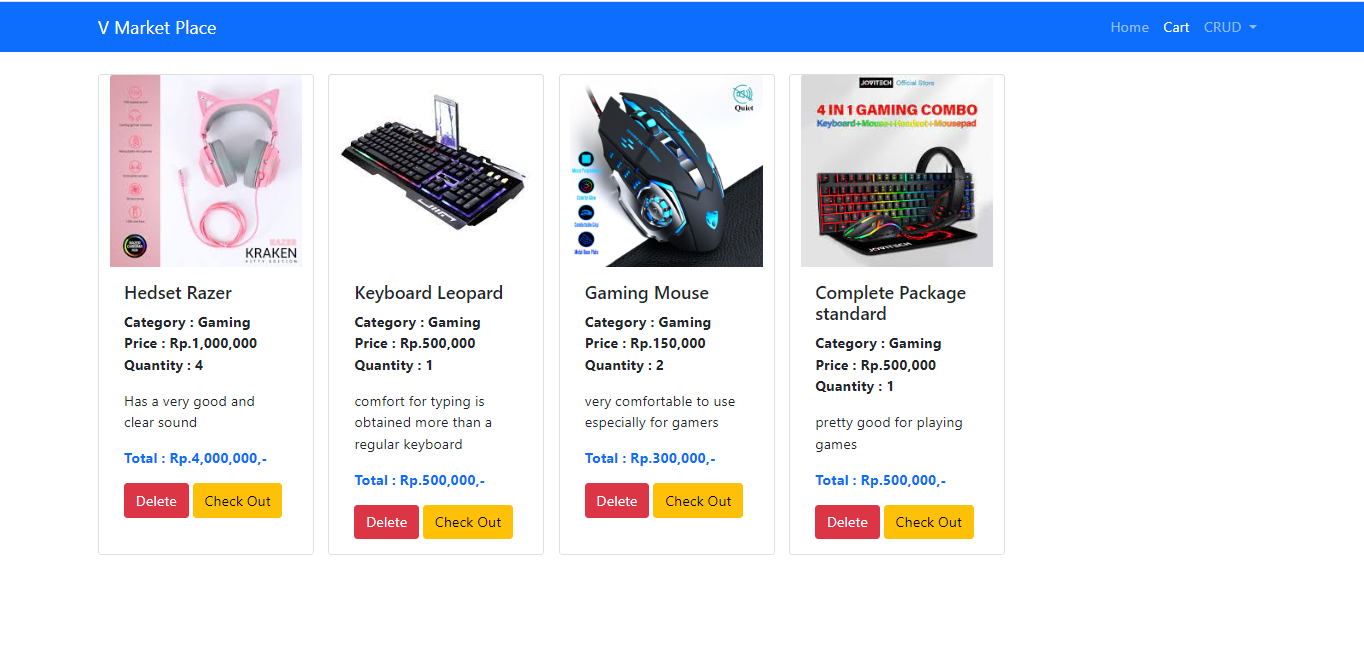 V Market Place
Home
Cart
CRUD
RAZER
KRAKEN
KITTY EDITION
Hedset Razer
Category : Gaming
Price : Rp.1,000,000
Quantity : 4
Has a very good and
clear sound
Total : Rp.4,000,000,-
Delete
Check Out
Keyboard Leopard
Category : Gaming
Price : Rp.500,000
Quantity : 1
comfort for typing is
obtained more than a
regular keyboard
Total : Rp.500,000,-
Delete
Check Out
Quiet
Gaming Mouse
Category : Gaming
Price : Rp.150,000
Quantity : 2
very comfortable to use
especially for gamers
Total : Rp.300,000,-
Delete
Check Out
JOVITECH Official Store
4 IN 1 GAMING COMBO
Keyboard+Mouse+Handset+Mousepad
JOVITECH
Complete Package
standard
Category : Gaming
Price : Rp.500,000
Quantity : 1
pretty good for playing
games
Total : Rp.500,000,-
Delete
Check Out